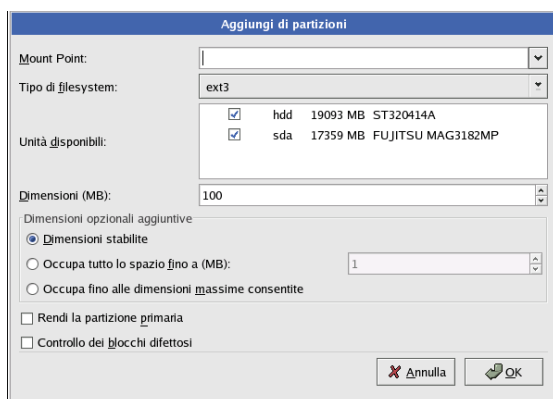 Aggiungi di partizioni
Mount Point:
Tipo di filesystem: ext3
Unità disponibili:
hdd 19093 MB ST320414A
sda 17359 MB FUJITSU MAG3182MP
Dimensioni (MB): 100
Dimensioni opzionali aggiuntive
Dimensioni stabilite
Occupa tutto lo spazio fino a (MB): 1
Occupa fino alle dimensioni massime consentite
Rendi la partizione primaria
Controllo dei blocchi difettosi
Annulla OK